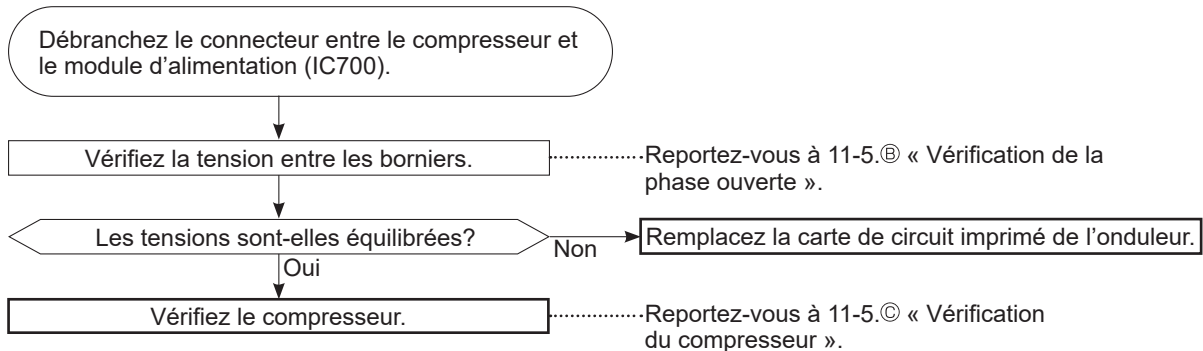 Débranchez le connecteur entre le compresseur et
le module d'alimentation (IC700).
Vérifiez la tension entre les borniers.
Reportez-vous à 11-5.Ⓑ « Vérification de la
phase ouverte ».
Les tensions sont-elles équilibrées?
Non
Remplacez la carte de circuit imprimé de l'onduleur.
Oui
Vérifiez le compresseur.
Reportez-vous à 11-5.Ⓒ « Vérification
du compresseur ».